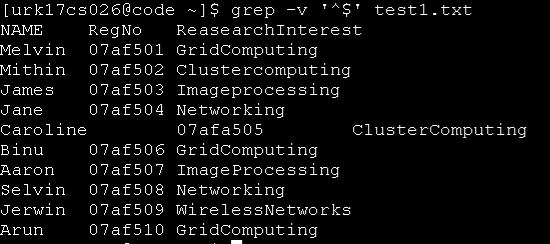 [urk17cs026@code ~]$ grep -v '^$' test1.txt
NAME    RegNo   ReasearchInterest
Melvin  07af501 GridComputing
Mithin  07af502 Clustercomputing
James   07af503 Imageprocessing
Jane    07af504 Networking
Caroline        07afa505        ClusterComputing
Binu    07af506 GridComputing
Aaron   07af507 ImageProcessing
Selvin  07af508 Networking
Jerwin  07af509 WirelessNetworks
Arun    07af510 GridComputing